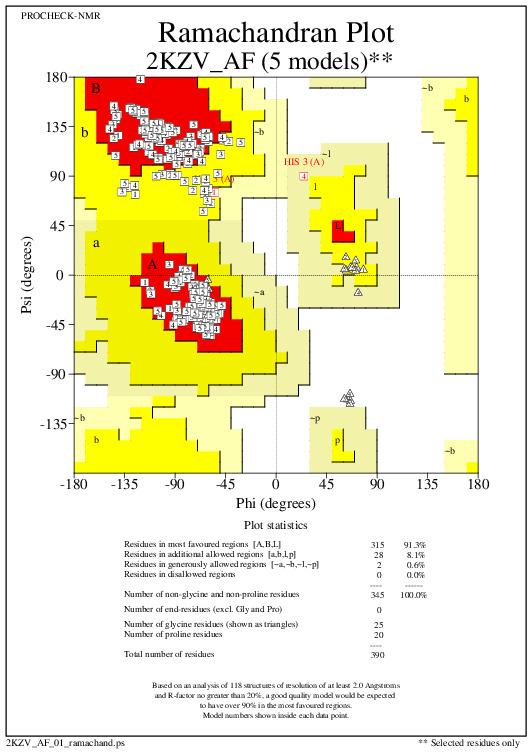 PROCHECK-NMR
Ramachandran Plot
2KZV_AF (5 models)**
B
~b
b
b
~b
HIS 3 (A)
~l
3 (A)
l
L
a
A
~a
~b
b
~p
p
~b
180
135
90
45
0
-45
-90
-135
Psi (degrees)
-180 -135 -90 -45 0 45 90 135 180
Phi (degrees)
Plot statistics
Residues in most favoured regions [A,B,L] 315 91.3%
Residues in additional allowed regions [a,b,l,p] 28 8.1%
Residues in generously allowed regions [~a,~b,~l,~p] 2 0.6%
Residues in disallowed regions 0 0.0%
---- ------
Number of non-glycine and non-proline residues 345 100.0%
Number of end-residues (excl. Gly and Pro) 0
Number of glycine residues (shown as triangles) 25
Number of proline residues 20
----
Total number of residues 390
Based on an analysis of 118 structures of resolution of at least 2.0 Angstroms
and R-factor no greater than 20%, a good quality model would be expected
to have over 90% in the most favoured regions.
Model numbers shown inside each data point.
2KZV_AF_01_ramachand.ps
** Selected residues only